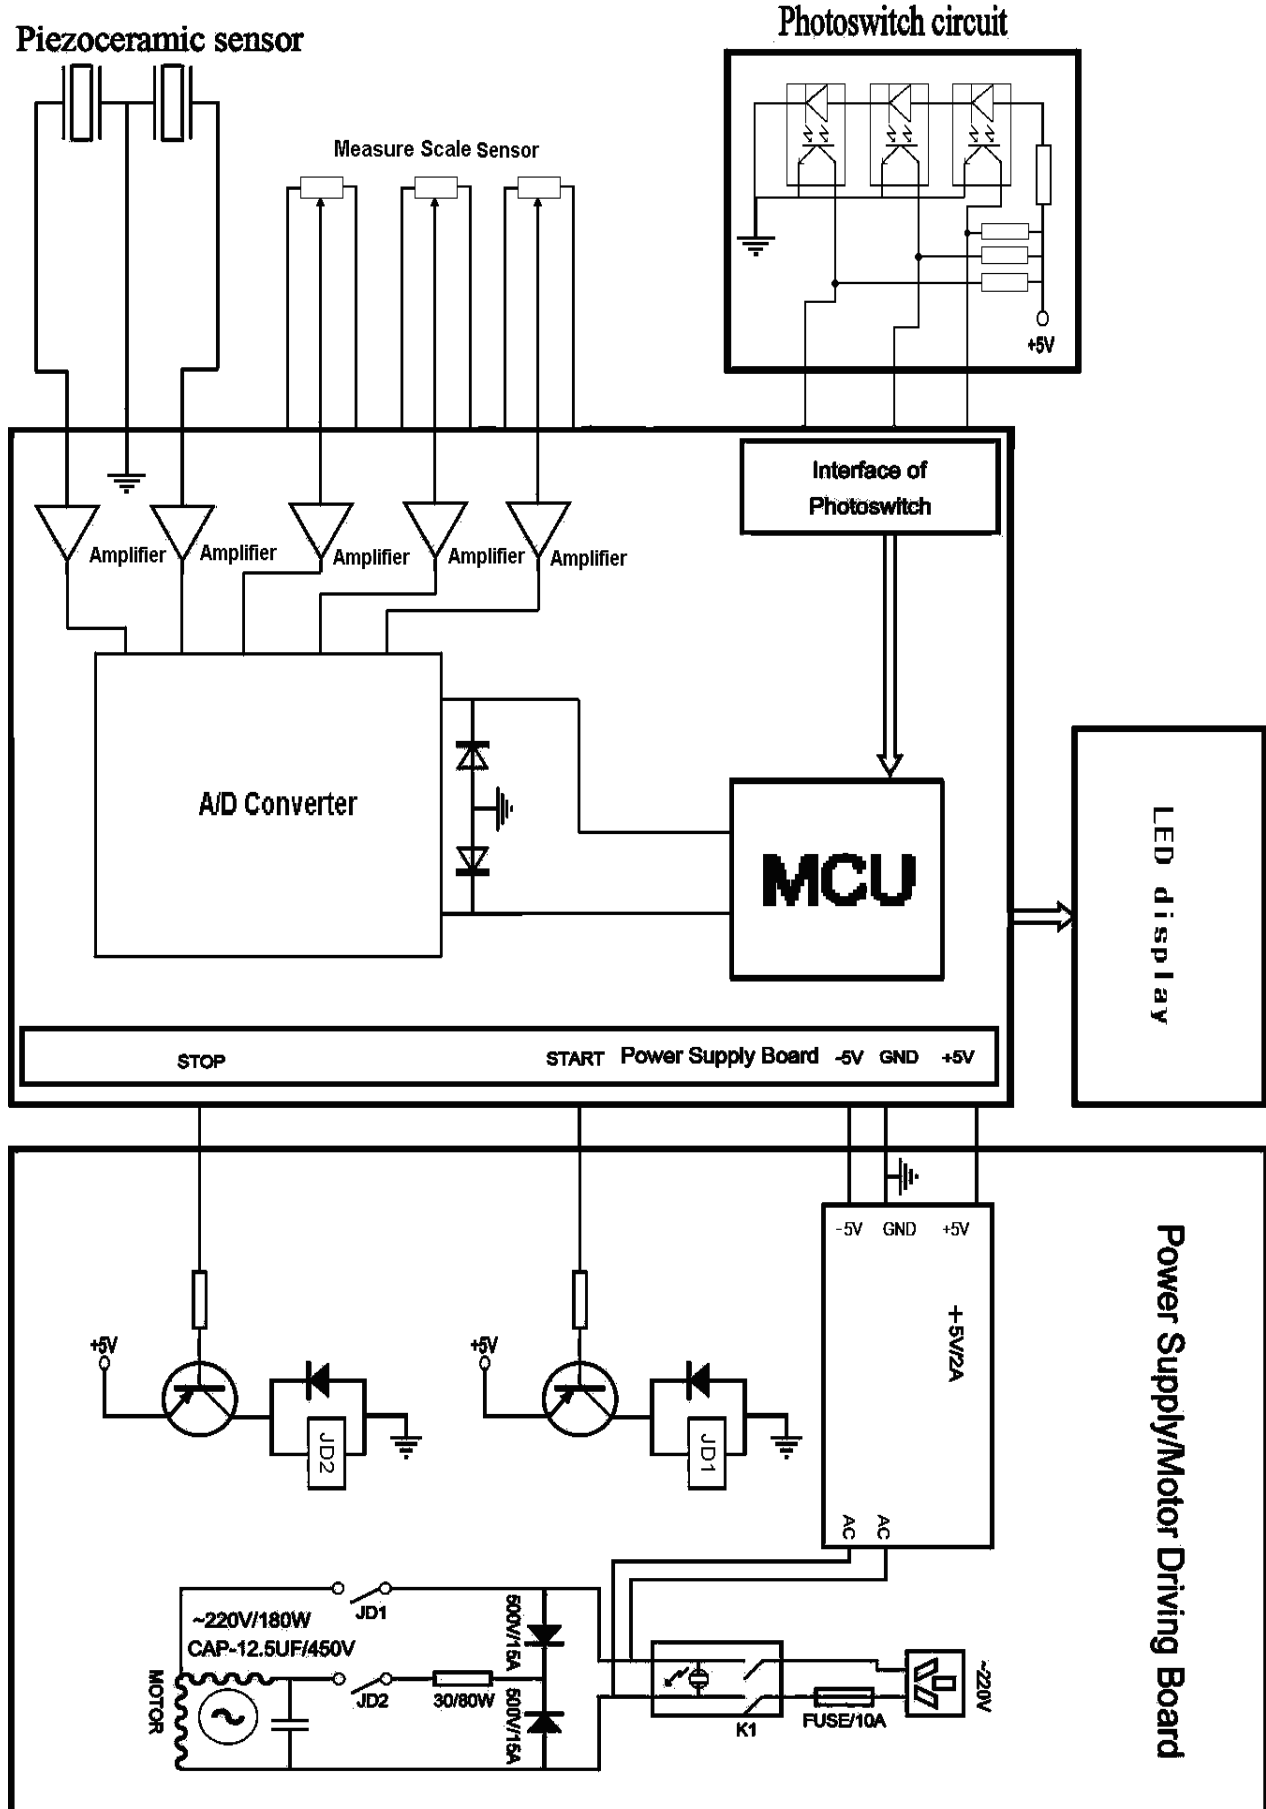 Photoswitch circuit
Piezoceramic sensor
Measure Scale Sensor
+5V
Interface of
Photoswitch
Amplifier
Amplifier
Amplifier
Amplifier
Amplifier
A/D Converter
MCU
LED display
STOP
START
Power Supply Board
-5V
GND
+5V
-5V
GND
+5V
+5V/2A
Power Supply/Motor Driving Board
+5V
JD2
+5V
JD1
AC
AC
~220V/180W
CAP-12.5UF/450V
MOTOR
JD1
JD2
30/80W
500V/15A
500V/15A
K1
FUSE/10A
~220V